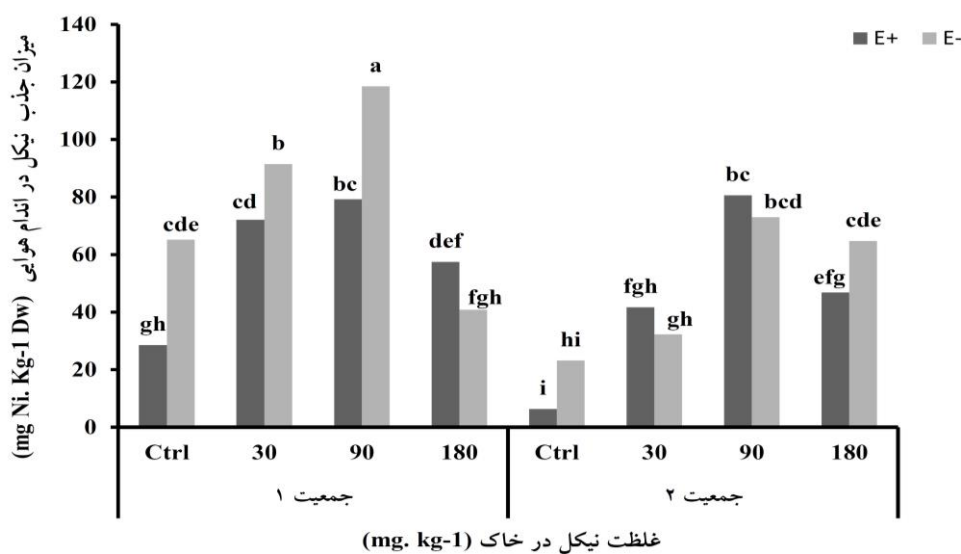 میزان جذب نیکل در اندام هوایی
(mg Ni. Kg-1 Dw)
140
120
100
80
60
40
20
0
E+ E-
gh cde cd b bc a def fgh
i hi fgh gh bc bcd efg cde
Ctrl 30 90 180 Ctrl 30 90 180
جمعیت ۱ جمعیت ۲
غلظت نیکل در خاک (mg. kg-1)